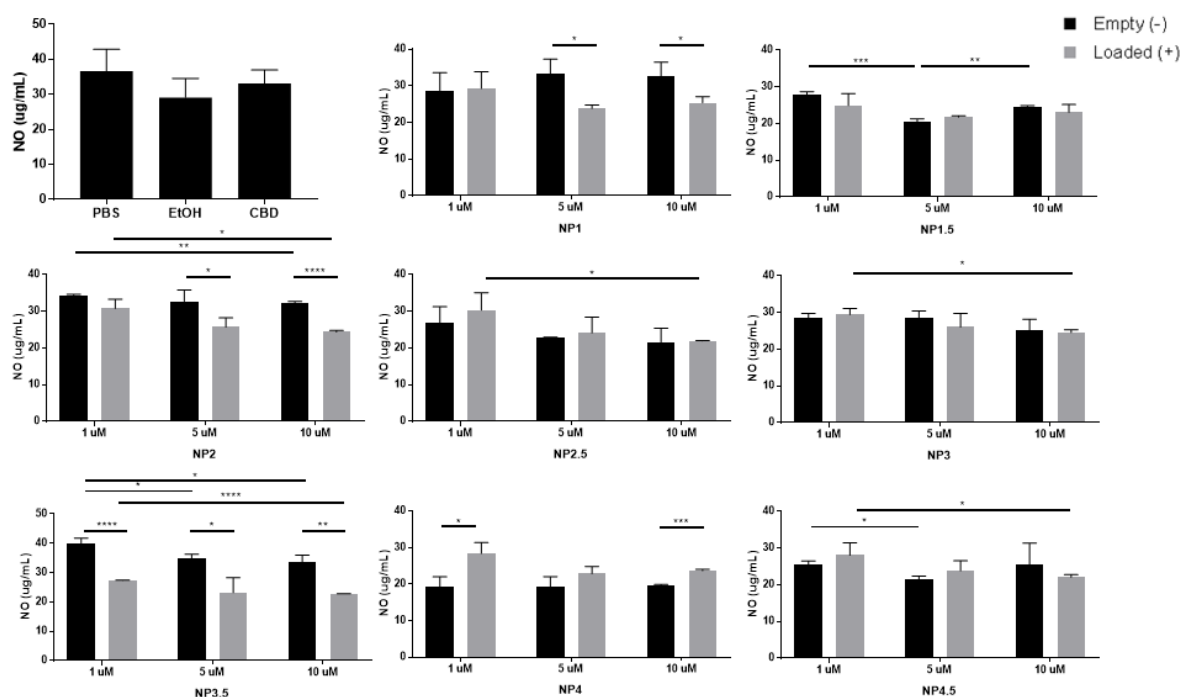 Empty (-)
Loaded (+)
NO (ug/mL)
50
40
30
20
10
0
PBS EtOH CBD
NO (ug/mL)
40
30
20
10
0
* *
1 uM 5 uM 10 uM
NP1
NO (ug/mL)
40
30
20
10
0
*** **
1 uM 5 uM 10 uM
NP1.5
NO (ug/mL)
40
30
20
10
0
*
**
* ****
1 uM 5 uM 10 uM
NP2
NO (ug/mL)
40
30
20
10
0
*
1 uM 5 uM 10 uM
NP2.5
NO (ug/mL)
40
30
20
10
0
*
1 uM 5 uM 10 uM
NP3
NO (ug/mL)
50
40
30
20
10
0
*
*
****
**** * **
1 uM 5 uM 10 uM
NP3.5
NO (ug/mL)
40
30
20
10
0
* ***
1 uM 5 uM 10 uM
NP4
NO (ug/mL)
40
30
20
10
0
*
*
1 uM 5 uM 10 uM
NP4.5